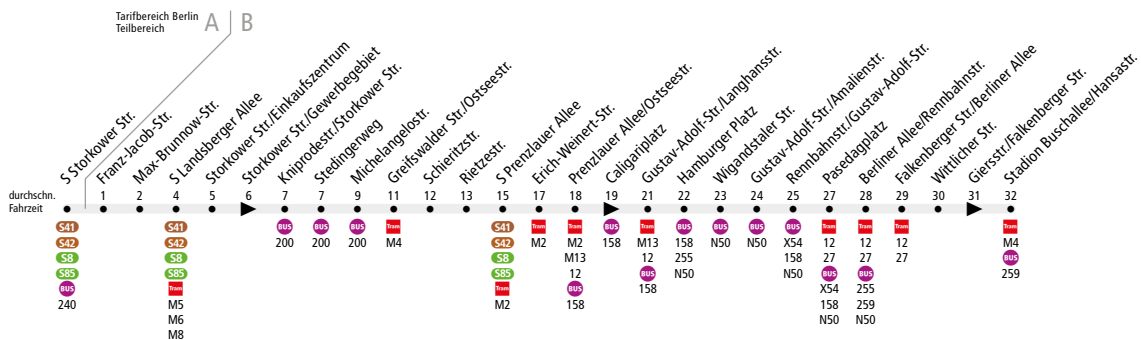 Tarifbereich Berlin
Teilbereich
A
B
S Storkower Str.
Franz-Jacob-Str.
Max-Brunnow-Str.
S Landsberger Allee
Storkower Str./Einkaufszentrum
Storkower Str./Gewerbegebiet
Kniprodestr./Storkower Str.
Stedingenweg
Michelangelostr.
Greifswalder Str./Ostseestr.
Schieritzstr.
Rietzestr.
S Prenzlauer Allee
Erich-Weinert-Str.
Prenzlauer Allee/Ostseestr.
Caligariplatz
Gustav-Adolf-Str./Langhansstr.
Hamburger Platz
Wigandstaler Str.
Gustav-Adolf-Str./Amalienstr.
Rennbahnstr./Gustav-Adolf-Str.
Pasedagplatz
Berliner Allee/Rennbahnstr.
Falkenberger Str./Berliner Allee
Wittlicher Str.
Giersstr./Falkenberger Str.
Stadion Buschallee/Hansastr.
durchschn.
Fahrzeit
1 2 4 5 6 7 7 9 11 12 13 15 17 18 19 21 22 23 24 25 27 28 29 30 31 32
S41
S42
S8
S85
BUS
240
S41
S42
S8
S85
Tram
M5
M6
M8
BUS
200
BUS
200
BUS
200
Tram
M4
S41
S42
S8
S85
Tram
M2
Tram
M2
Tram
M2
M13
12
BUS
158
BUS
158
Tram
M13
12
BUS
158
BUS
158
255
N50
BUS
N50
BUS
N50
BUS
X54
158
N50
Tram
12
27
BUS
X54
158
N50
Tram
12
27
BUS
255
259
N50
Tram
12
27
Tram
M4
BUS
259